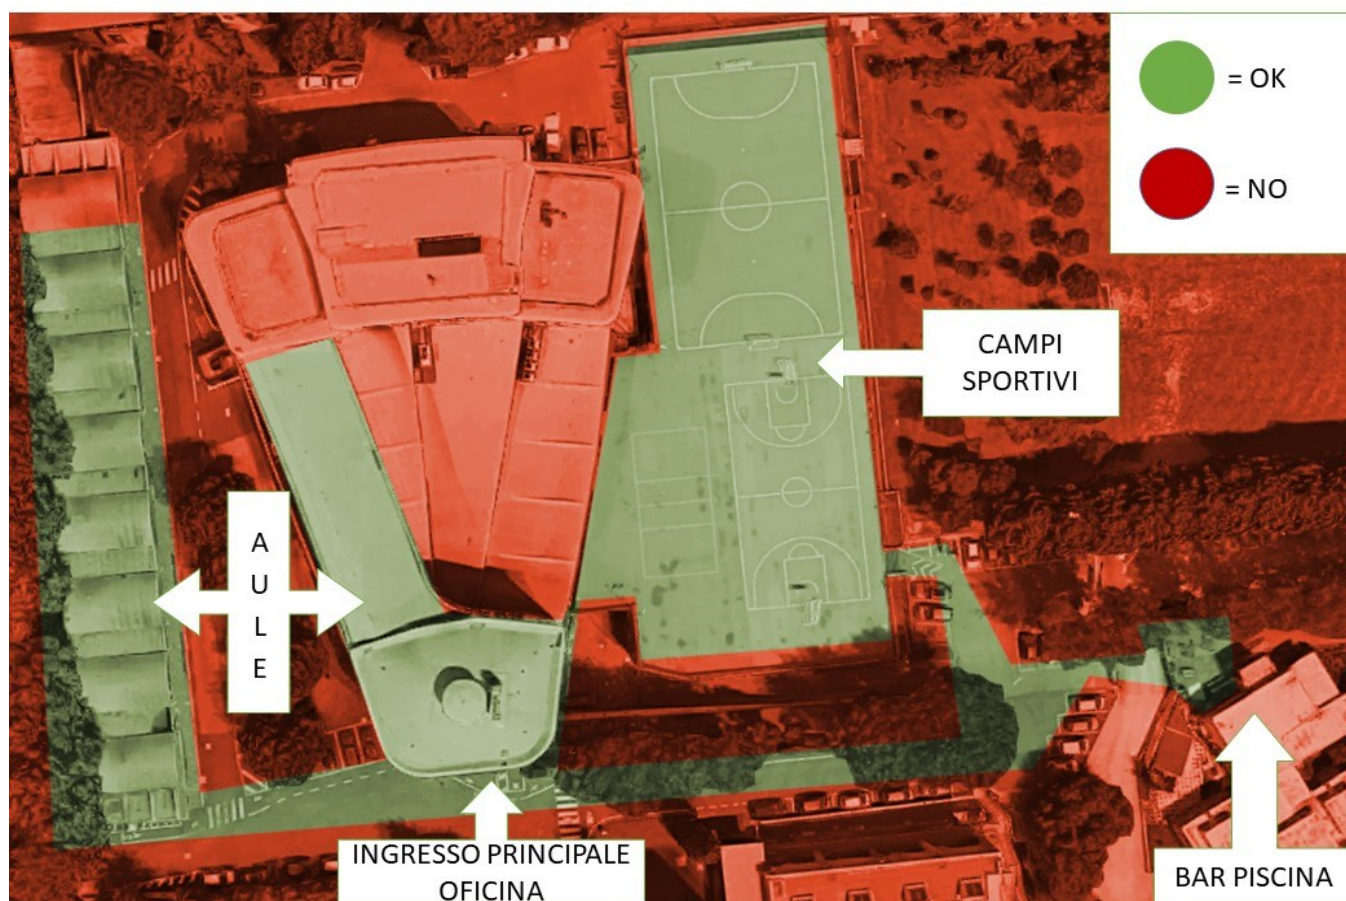 = OK
= NO
CAMPI
SPORTIVI
A
U
L
E
INGRESSO PRINCIPALE
OFICINA
BAR PISCINA